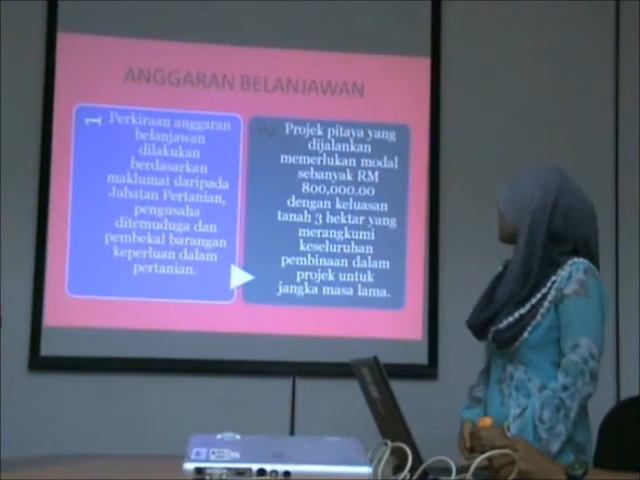 ANGGARAN BELANJAWAN
1
Perkiraan anggaran
belanjawan
dilakukan
berdasarkan
maklumat daripada
Jabatan Pertanian,
pengusaha
ditemuduga dan
pembekal barangan
keperluan dalam
pertanian.
2
Projek pitaya yang
dijalankan
memerlukan modal
sebanyak RM
800,000.00
dengan keluasan
tanah 3 hektar yang
merangkumi
keseluruhan
pembinaan dalam
projek untuk
jangka masa lama.